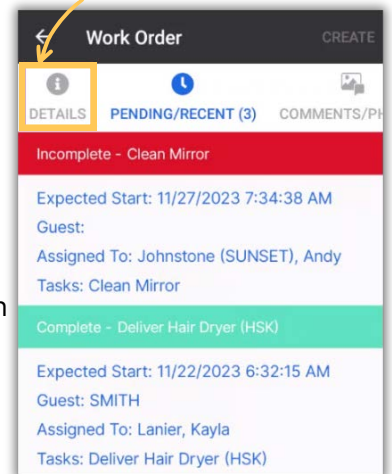 Work Order CREATE
DETAILS PENDING/RECENT (3) COMMENTS/PH
Incomplete - Clean Mirror
Expected Start: 11/27/2023 7:34:38 AM
Guest:
Assigned To: Johnstone (SUNSET), Andy
Tasks: Clean Mirror
n
Complete - Deliver Hair Dryer (HSK)
Expected Start: 11/22/2023 6:32:15 AM
Guest: SMITH
Assigned To: Lanier, Kayla
Tasks: Deliver Hair Dryer (HSK)